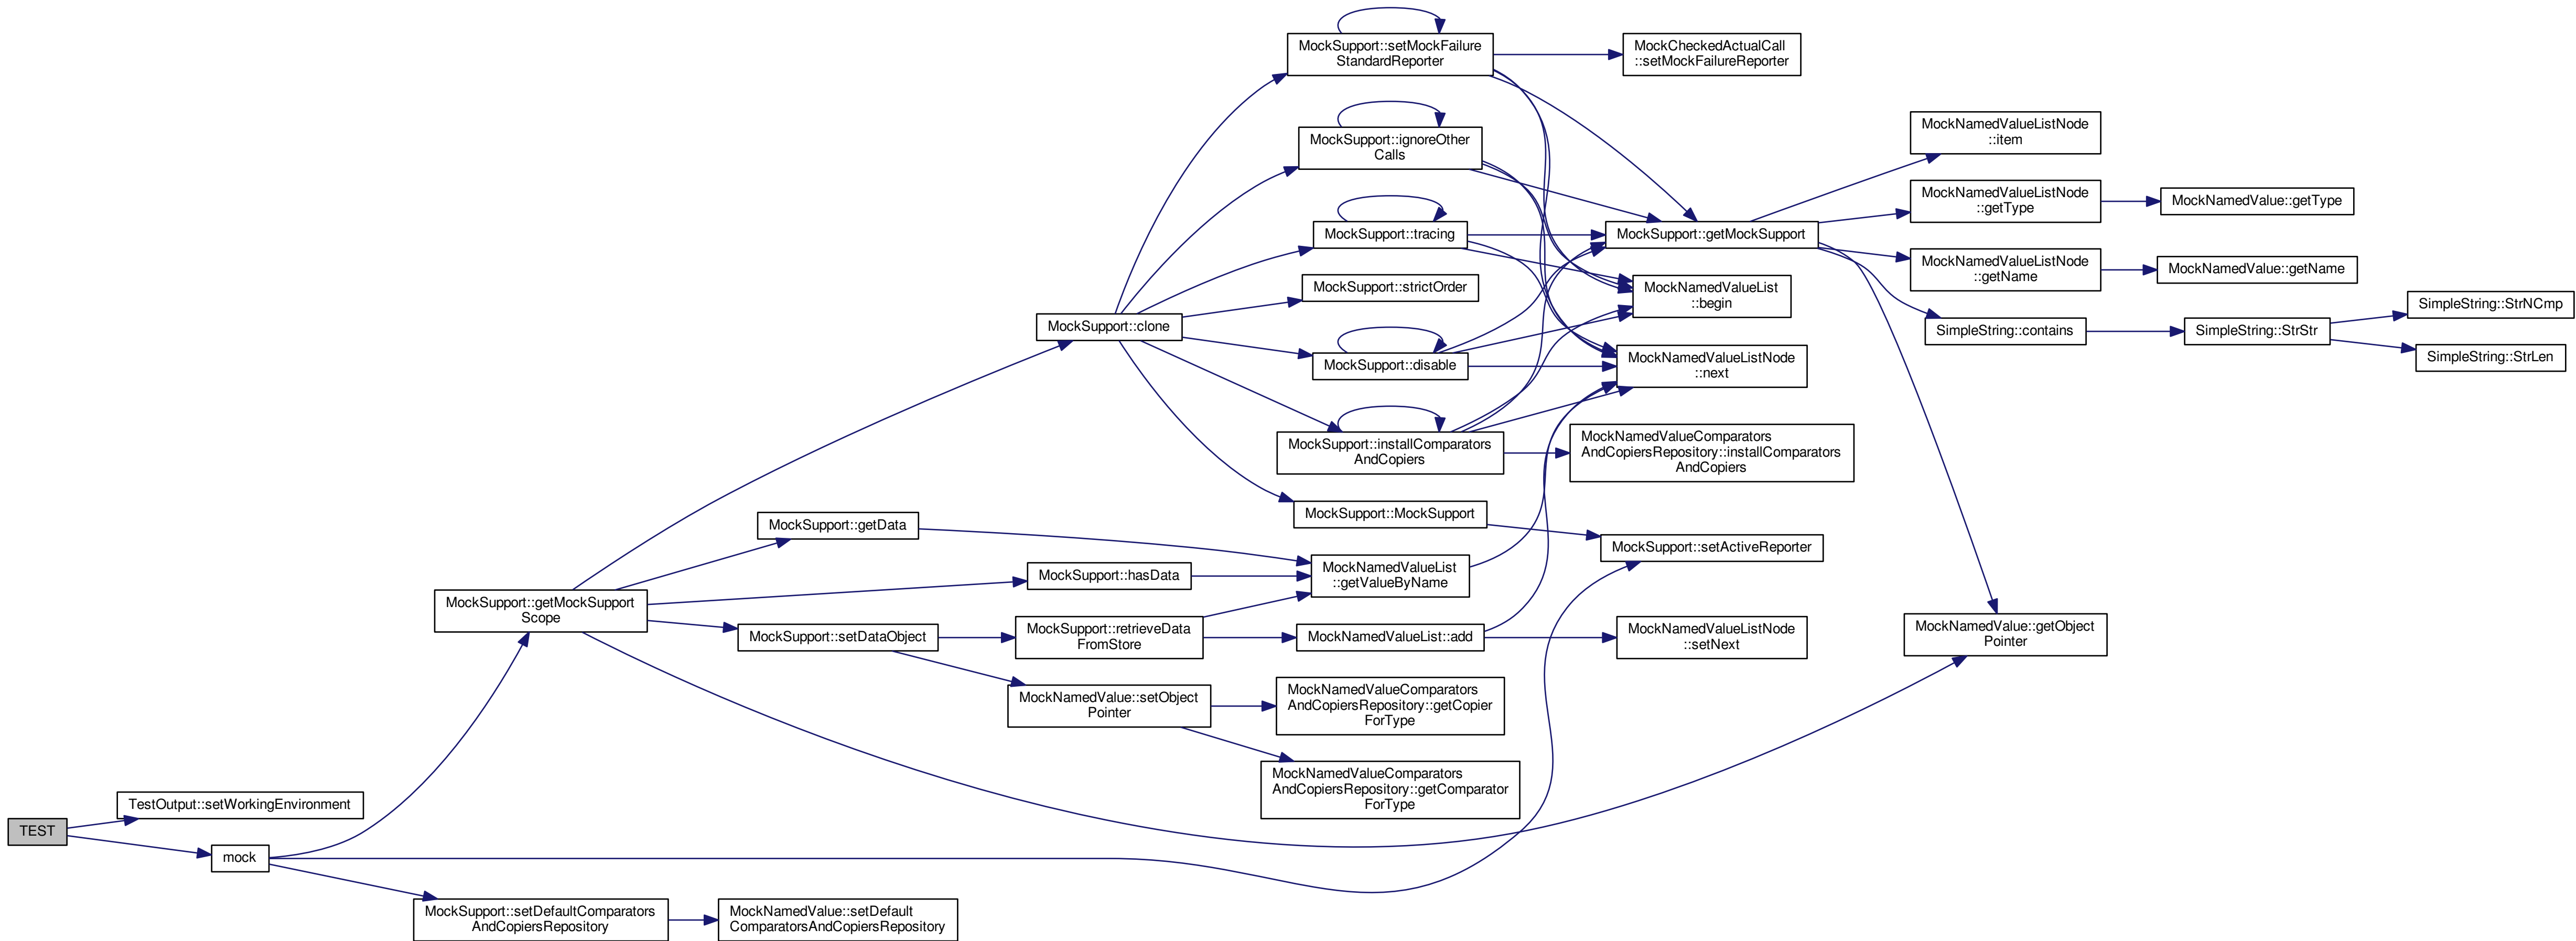 MockSupport::setMockFailure
StandardReporter
MockCheckedActualCall
::setMockFailureReporter
MockSupport::ignoreOther
Calls
MockNamedValueListNode
::item
MockNamedValueListNode
::getType
MockNamedValue::getType
MockSupport::tracing
MockSupport::getMockSupport
MockNamedValueListNode
::getName
MockNamedValue::getName
MockSupport::strictOrder
MockNamedValueList
::begin
MockSupport::clone
SimpleString::contains
SimpleString::StrStr
SimpleString::StrNCmp
SimpleString::StrLen
MockSupport::disable
MockNamedValueListNode
::next
MockSupport::installComparators
AndCopiers
MockNamedValueComparators
AndCopiersRepository::installComparators
AndCopiers
MockSupport::MockSupport
MockSupport::getData
MockSupport::setActiveReporter
MockSupport::hasData
MockNamedValueList
::getValueByName
MockSupport::getMockSupport
Scope
MockSupport::setDataObject
MockSupport::retrieveData
FromStore
MockNamedValueList::add
MockNamedValueListNode
::setNext
MockNamedValue::getObject
Pointer
MockNamedValue::setObject
Pointer
MockNamedValueComparators
AndCopiersRepository::getCopier
ForType
MockNamedValueComparators
AndCopiersRepository::getComparator
ForType
TestOutput::setWorkingEnvironment
TEST
mock
MockSupport::setDefaultComparators
AndCopiersRepository
MockNamedValue::setDefault
ComparatorsAndCopiersRepository